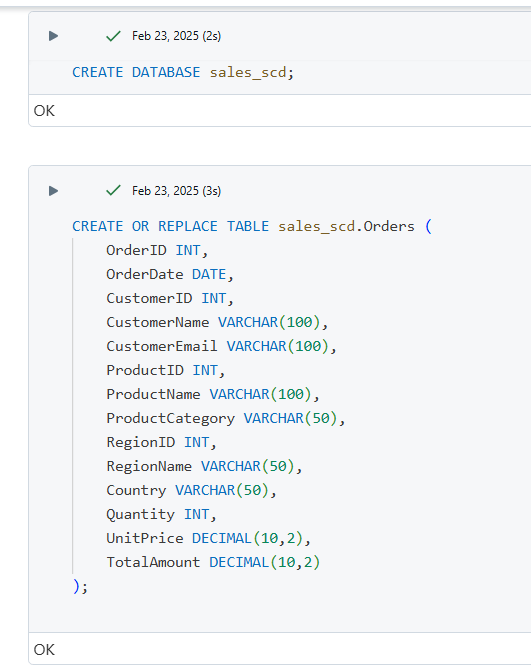 Feb 23, 2025 (2s)
CREATE DATABASE sales_scd;
OK
Feb 23, 2025 (3s)
CREATE OR REPLACE TABLE sales_scd.Orders (
OrderID INT,
OrderDate DATE,
CustomerID INT,
CustomerName VARCHAR(100),
CustomerEmail VARCHAR(100),
ProductID INT,
ProductName VARCHAR(100),
ProductCategory VARCHAR(50),
RegionID INT,
RegionName VARCHAR(50),
Country VARCHAR(50),
Quantity INT,
UnitPrice DECIMAL(10,2),
TotalAmount DECIMAL(10,2)
);
OK